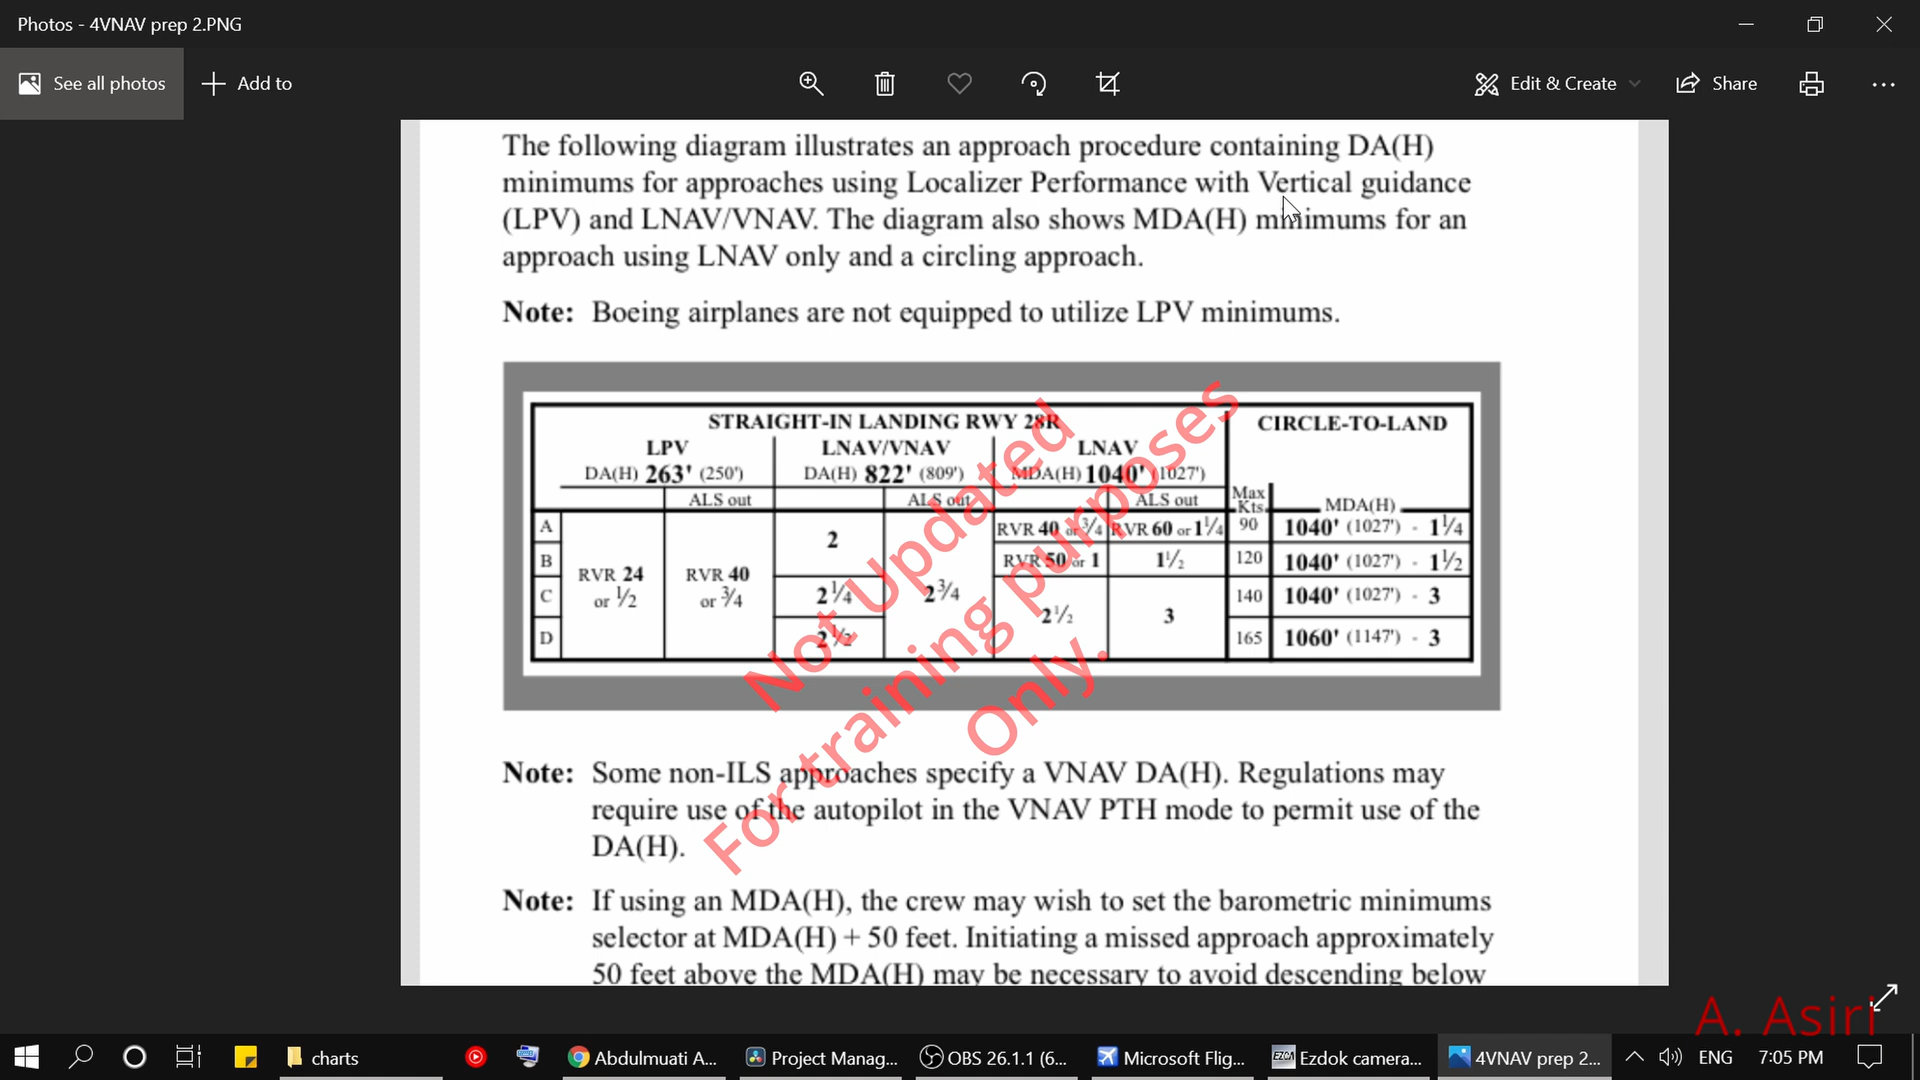 Photos - 4VNAV prep 2.PNG
See all photos
Add to
Edit & Create
Share
The following diagram illustrates an approach procedure containing DA(H)
minimums for approaches using Localizer Performance with Vertical guidance
(LPV) and LNAV/VNAV. The diagram also shows MDA(H) minimums for an
approach using LNAV only and a circling approach.
Note: Boeing airplanes are not equipped to utilize LPV minimums.
STRAIGHT-IN LANDING RWY 28R
CIRCLE-TO-LAND
LPV LNAV/VNAV LNAV
DA(H) 263' (250') DA(H) 822' (809') MDA(H) 1040' (1027')
ALS out ALS out ALS out Max Kts. MDA(H)
A 2 RVR 40 or 3/4 RVR 60 or 1 1/4 90 1040' (1027') - 1 1/4
B RVR 50 or 1 1 1/2 120 1040' (1027') - 1 1/2
RVR 24 or 1/2 RVR 40 or 3/4
C 2 1/4 2 3/4 2 1/2 3 140 1040' (1027') - 3
D 2 1/2 165 1060' (1147') - 3
Not Updated
For training purposes
Only.
Note: Some non-ILS approaches specify a VNAV DA(H). Regulations may
require use of the autopilot in the VNAV PTH mode to permit use of the
DA(H).
Note: If using an MDA(H), the crew may wish to set the barometric minimums
selector at MDA(H) + 50 feet. Initiating a missed approach approximately
50 feet above the MDA(H) may be necessary to avoid descending below
A. Asiri
charts
Abdulmuati A...
Project Manag...
OBS 26.1.1 (6...
Microsoft Flig...
EZCA
Ezdok camera...
4VNAV prep 2...
ENG
7:05 PM